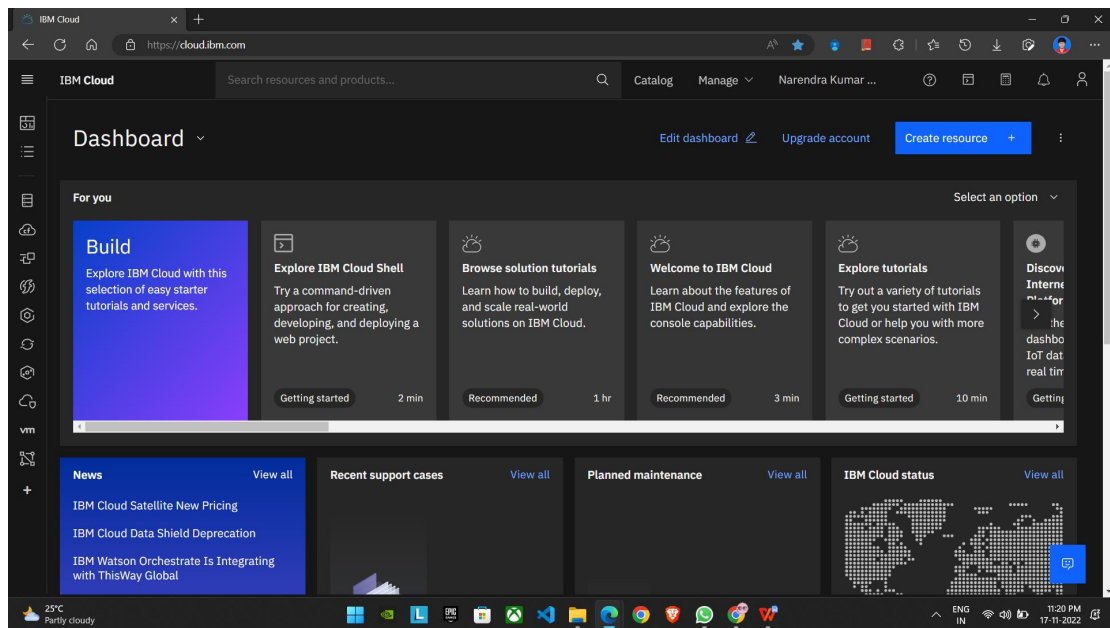 IBM Cloud
https://cloud.ibm.com
IBM Cloud
Search resources and products...
Catalog
Manage
Narendra Kumar ...
Dashboard
Edit dashboard
Upgrade account
Create resource +
For you
Select an option
Build
Explore IBM Cloud with this
selection of easy starter
tutorials and services.
Explore IBM Cloud Shell
Try a command-driven
approach for creating,
developing, and deploying a
web project.
Getting started 2 min
Browse solution tutorials
Learn how to build, deploy,
and scale real-world
solutions on IBM Cloud.
Recommended 1 hr
Welcome to IBM Cloud
Learn about the features of
IBM Cloud and explore the
console capabilities.
Recommended 3 min
Explore tutorials
Try out a variety of tutorials
to get you started with IBM
Cloud or help you with more
complex scenarios.
Getting started 10 min
Discov
Interne
dashbo
IoT dat
real tim
Getting
vm
News View all
IBM Cloud Satellite New Pricing
IBM Cloud Data Shield Deprecation
IBM Watson Orchestrate Is Integrating
with ThisWay Global
Recent support cases View all
Planned maintenance View all
IBM Cloud status View all
25°C
Partly cloudy
ENG
IN
11:20 PM
17-11-2022